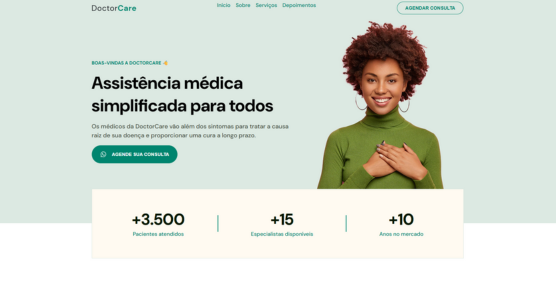 DoctorCare
Início Sobre Serviços Depoimentos
AGENDAR CONSULTA
BOAS-VINDAS A DOCTORCARE 👋
Assistência médica
simplificada para todos
Os médicos da DoctorCare vão além dos sintomas para tratar a causa
raiz de sua doença e proporcionar uma cura a longo prazo.
AGENDE SUA CONSULTA
+3.500
Pacientes atendidos
+15
Especialistas disponíveis
+10
Anos no mercado